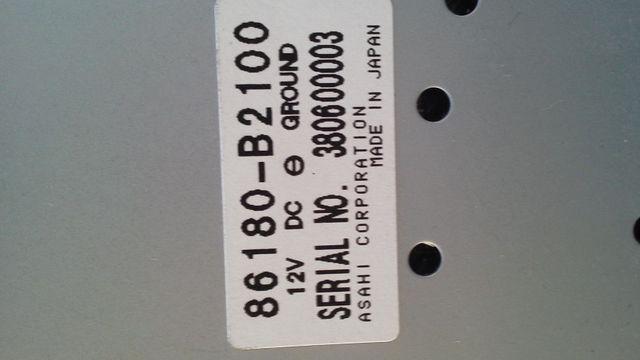 86180-B2100
12V DC ⊖ GROUND
SERIAL NO. 380600003
ASAHI CORPORATION
MADE IN JAPAN